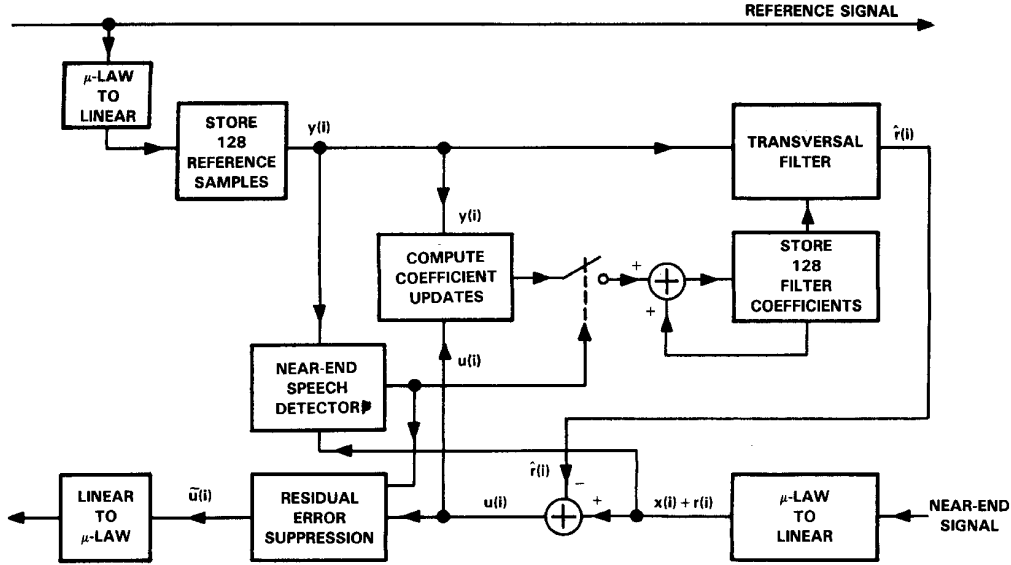 REFERENCE SIGNAL
μ-LAW
TO
LINEAR
STORE
128
REFERENCE
SAMPLES
y(i)
TRANSVERSAL
FILTER
r̂(i)
y(i)
COMPUTE
COEFFICIENT
UPDATES
+
+
STORE
128
FILTER
COEFFICIENTS
NEAR-END
SPEECH
DETECTOR
u(i)
r̂(i)
−
+
LINEAR
TO
μ-LAW
ũ(i)
RESIDUAL
ERROR
SUPPRESSION
u(i)
x(i) + r(i)
μ-LAW
TO
LINEAR
NEAR-END
SIGNAL